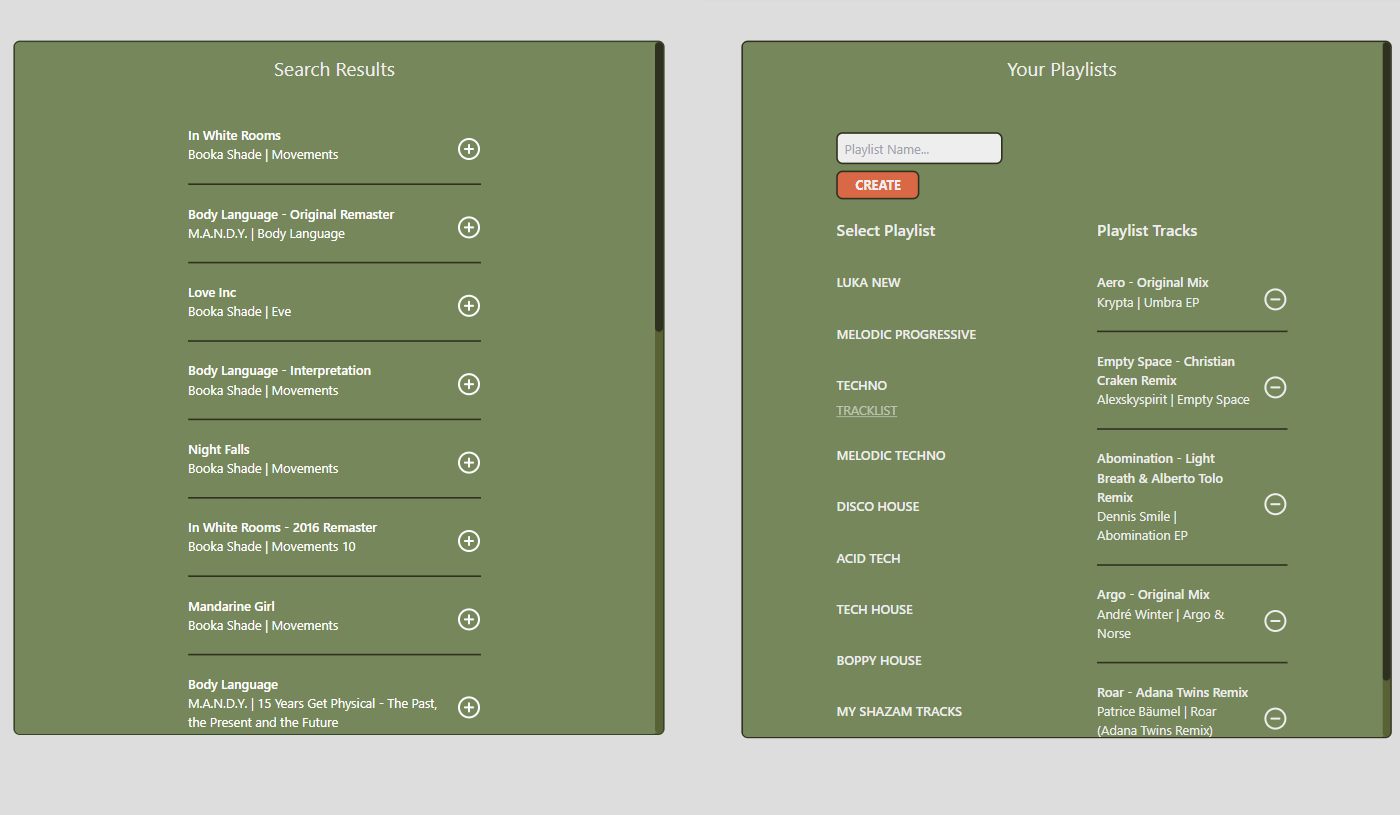 Search Results
In White Rooms
Booka Shade | Movements
Body Language - Original Remaster
M.A.N.D.Y. | Body Language
Love Inc
Booka Shade | Eve
Body Language - Interpretation
Booka Shade | Movements
Night Falls
Booka Shade | Movements
In White Rooms - 2016 Remaster
Booka Shade | Movements 10
Mandarine Girl
Booka Shade | Movements
Body Language
M.A.N.D.Y. | 15 Years Get Physical - The Past,
the Present and the Future
Your Playlists
Playlist Name...
CREATE
Select Playlist
LUKA NEW
MELODIC PROGRESSIVE
TECHNO
TRACKLIST
MELODIC TECHNO
DISCO HOUSE
ACID TECH
TECH HOUSE
BOPPY HOUSE
MY SHAZAM TRACKS
Playlist Tracks
Aero - Original Mix
Krypta | Umbra EP
Empty Space - Christian
Craken Remix
Alexskyspirit | Empty Space
Abomination - Light
Breath & Alberto Tolo
Remix
Dennis Smile |
Abomination EP
Argo - Original Mix
André Winter | Argo &
Norse
Roar - Adana Twins Remix
Patrice Bäumel | Roar
(Adana Twins Remix)